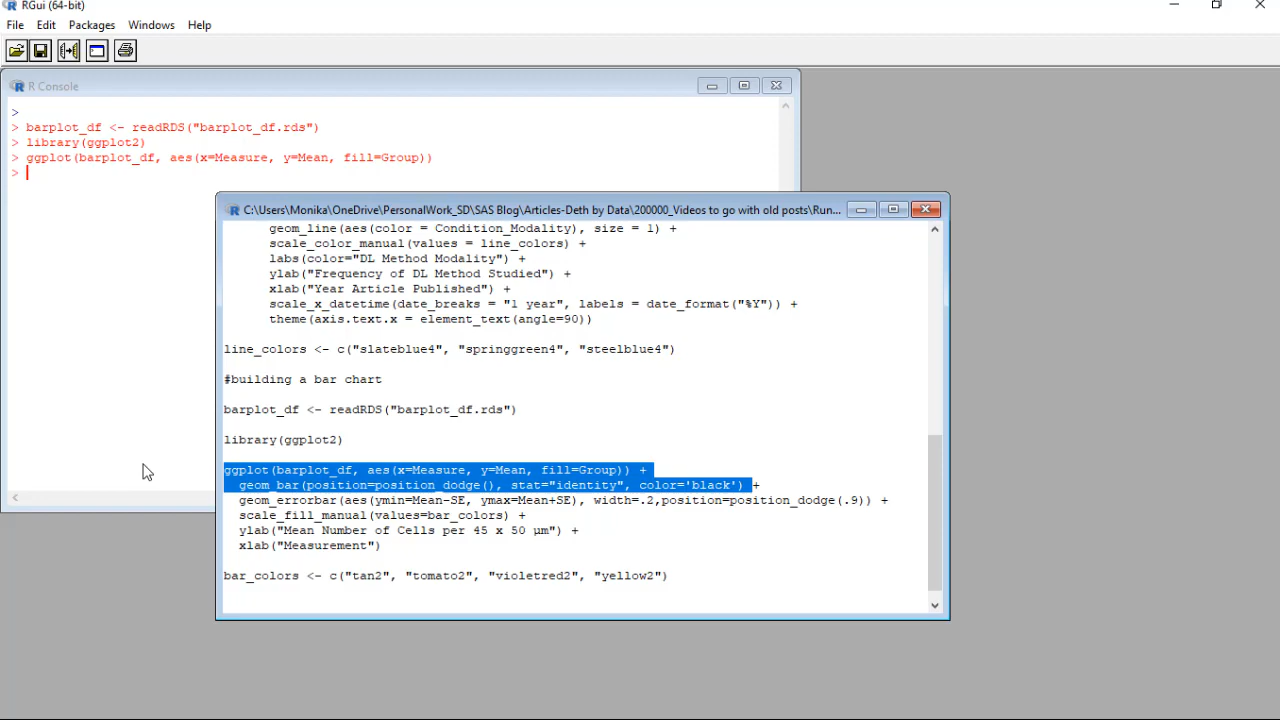 RGui (64-bit)
File Edit Packages Windows Help
R Console
>
> barplot_df <- readRDS("barplot_df.rds")
> library(ggplot2)
> ggplot(barplot_df, aes(x=Measure, y=Mean, fill=Group))
>
C:\Users\Monika\OneDrive\PersonalWork_SD\SAS Blog\Articles-Deth by Data\200000_Videos to go with old posts\Run...
geom_line(aes(color = Condition_Modality), size = 1) +
scale_color_manual(values = line_colors) +
labs(color="DL Method Modality") +
ylab("Frequency of DL Method Studied") +
xlab("Year Article Published") +
scale_x_datetime(date_breaks = "1 year", labels = date_format("%Y")) +
theme(axis.text.x = element_text(angle=90))
line_colors <- c("slateblue4", "springgreen4", "steelblue4")
#building a bar chart
barplot_df <- readRDS("barplot_df.rds")
library(ggplot2)
ggplot(barplot_df, aes(x=Measure, y=Mean, fill=Group)) +
geom_bar(position=position_dodge(), stat="identity", color='black') +
geom_errorbar(aes(ymin=Mean-SE, ymax=Mean+SE), width=.2,position=position_dodge(.9)) +
scale_fill_manual(values=bar_colors) +
ylab("Mean Number of Cells per 45 x 50 µm") +
xlab("Measurement")
bar_colors <- c("tan2", "tomato2", "violetred2", "yellow2")